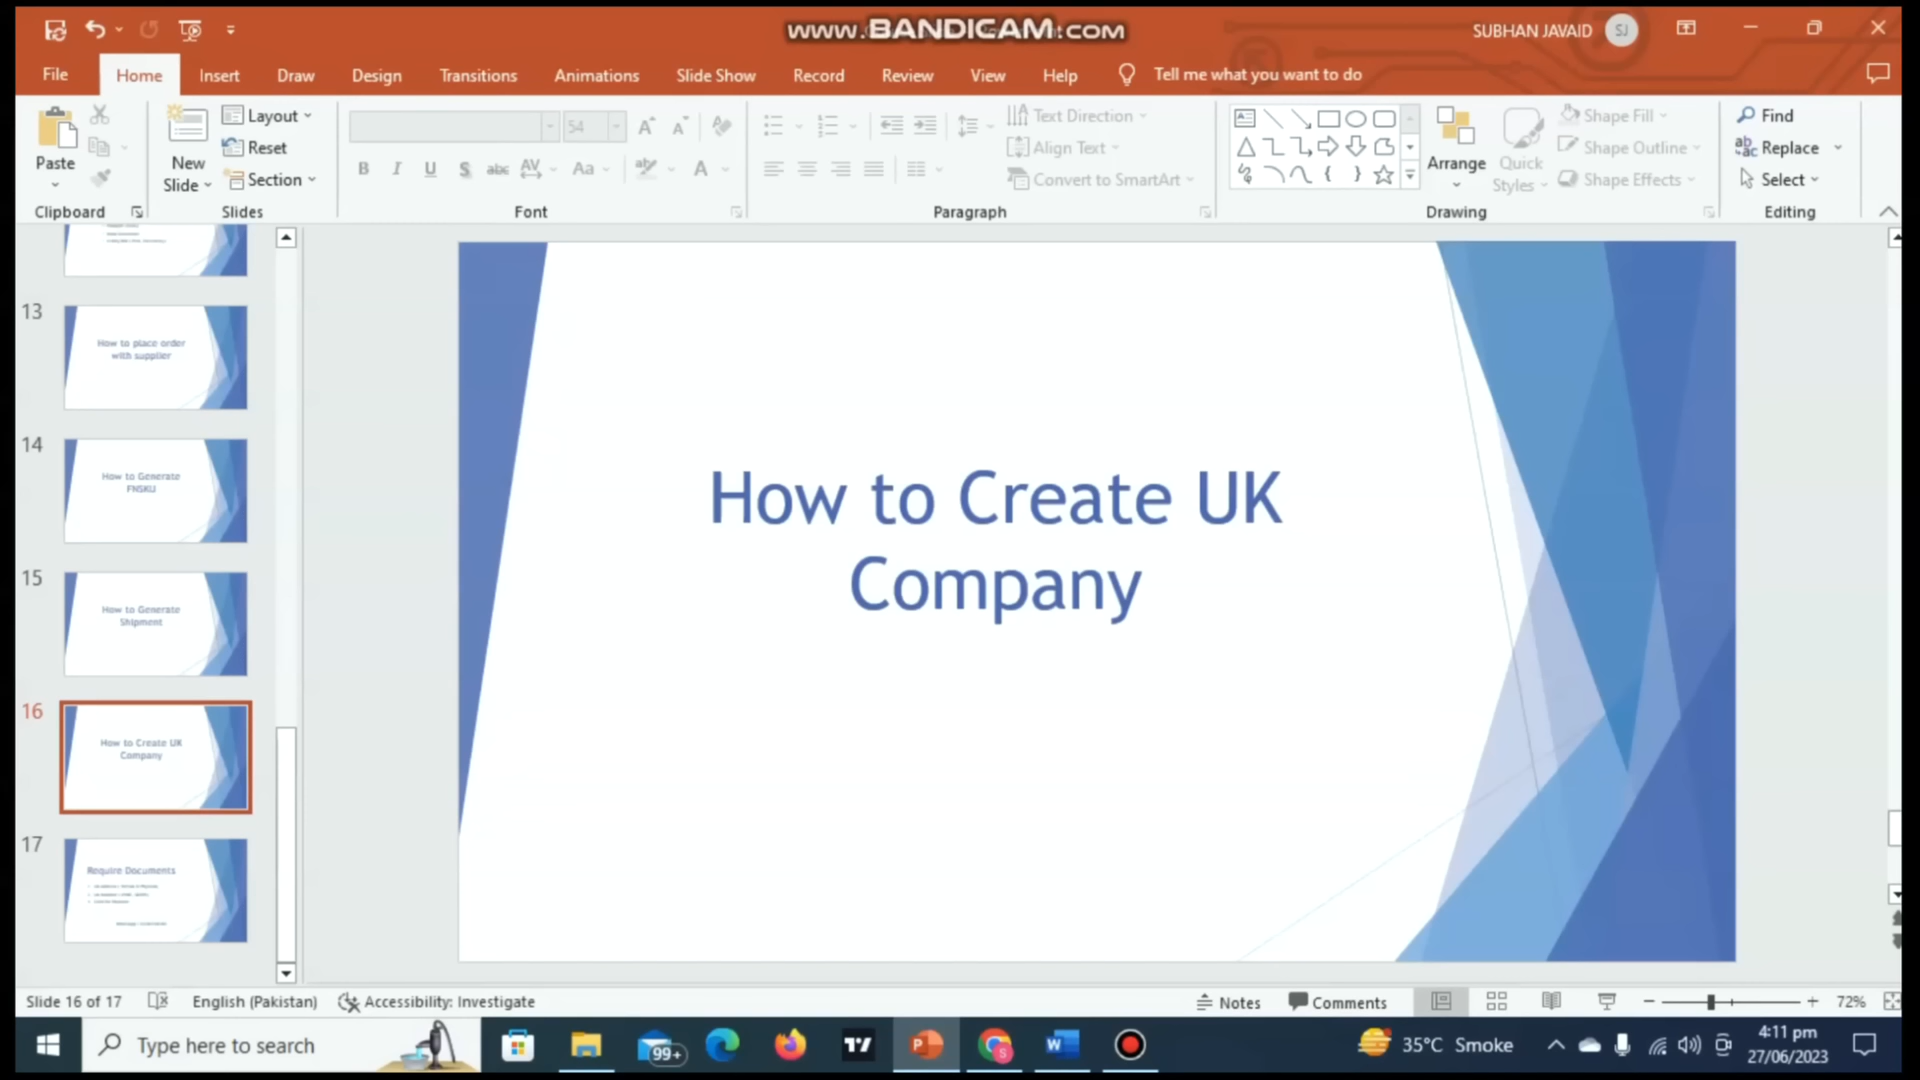 www.BANDICAM.com
SUBHAN JAVAID
SJ
File
Home
Insert
Draw
Design
Transitions
Animations
Slide Show
Record
Review
View
Help
Tell me what you want to do
Paste
Clipboard
New
Slide
Layout
Reset
Section
Slides
54
B I U S abc AV Aa A
Font
Text Direction
Align Text
Convert to SmartArt
Paragraph
Arrange
Quick
Styles
Shape Fill
Shape Outline
Shape Effects
Drawing
Find
Replace
Select
Editing
13
How to place order
with supplier
14
How to Generate
FNSKU
15
How to Generate
Shipment
16
How to Create UK
Company
17
Require Documents
How to Create UK
Company
Slide 16 of 17
English (Pakistan)
Accessibility: Investigate
Notes
Comments
72%
Type here to search
99+
35°C Smoke
4:11 pm
27/06/2023